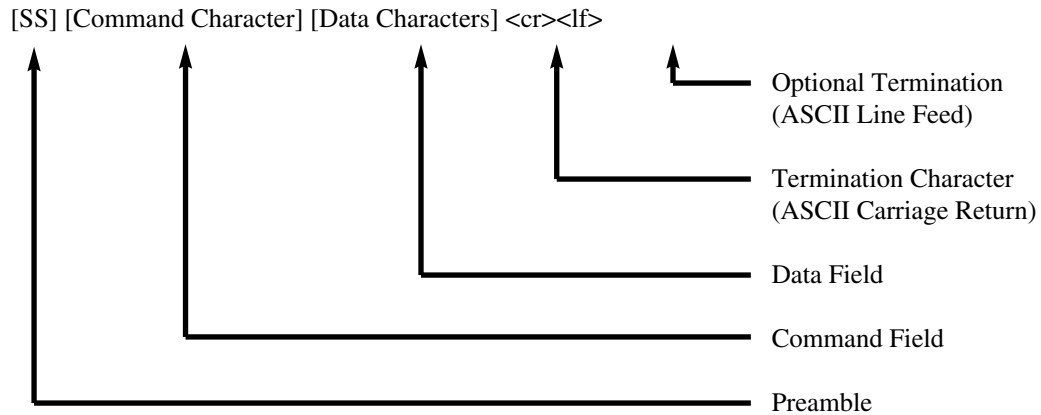 [SS] [Command Character] [Data Characters] <cr><lf>
Optional Termination
(ASCII Line Feed)
Termination Character
(ASCII Carriage Return)
Data Field
Command Field
Preamble